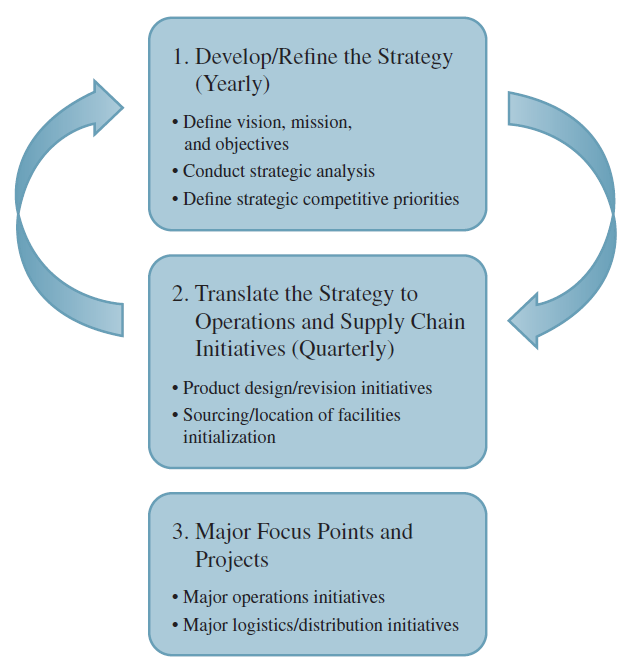 1. Develop/Refine the Strategy
(Yearly)
• Define vision, mission,
and objectives
• Conduct strategic analysis
• Define strategic competitive priorities
2. Translate the Strategy to
Operations and Supply Chain
Initiatives (Quarterly)
• Product design/revision initiatives
• Sourcing/location of facilities
initialization
3. Major Focus Points and
Projects
• Major operations initiatives
• Major logistics/distribution initiatives